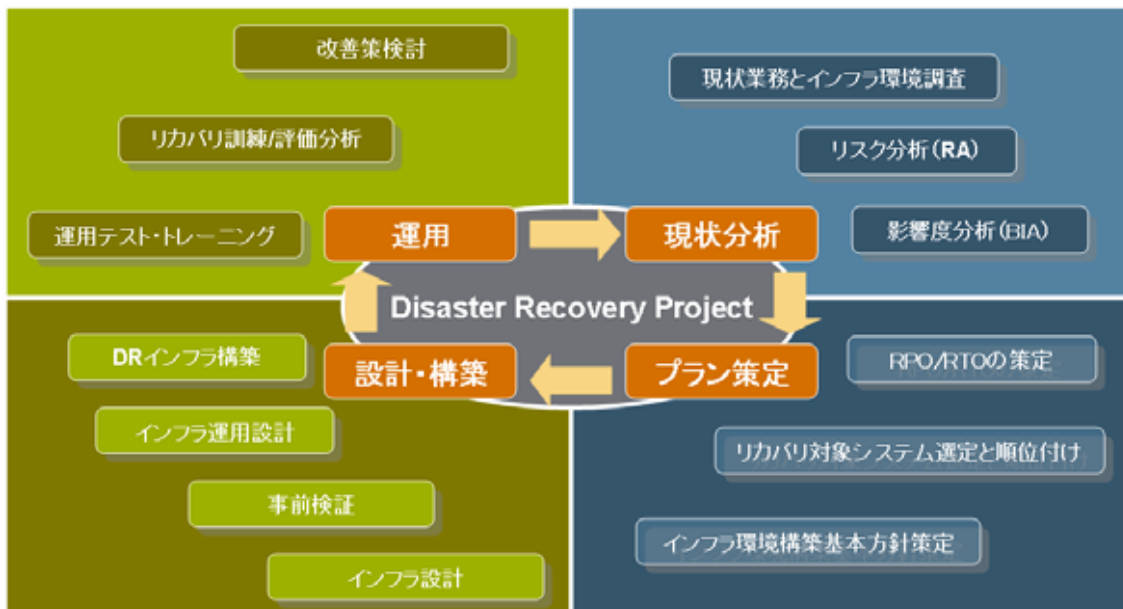 改善策検討
リカバリ訓練/評価分析
運用テスト・トレーニング
現状業務とインフラ環境調査
リスク分析(RA)
影響度分析(BIA)
運用
現状分析
Disaster Recovery Project
設計・構築
プラン策定
DRインフラ構築
インフラ運用設計
事前検証
インフラ設計
RPO/RTOの策定
リカバリ対象システム選定と順位付け
インフラ環境構築基本方針策定